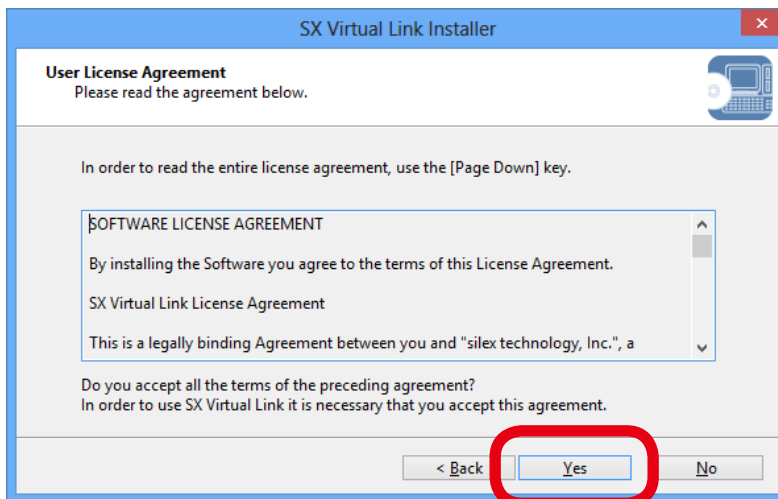 SX Virtual Link Installer
User License Agreement
Please read the agreement below.
In order to read the entire license agreement, use the [Page Down] key.
SOFTWARE LICENSE AGREEMENT
By installing the Software you agree to the terms of this License Agreement.
SX Virtual Link License Agreement
This is a legally binding Agreement between you and "silex technology, Inc.", a
Do you accept all the terms of the preceding agreement?
In order to use SX Virtual Link it is necessary that you accept this agreement.
< Back
Yes
No